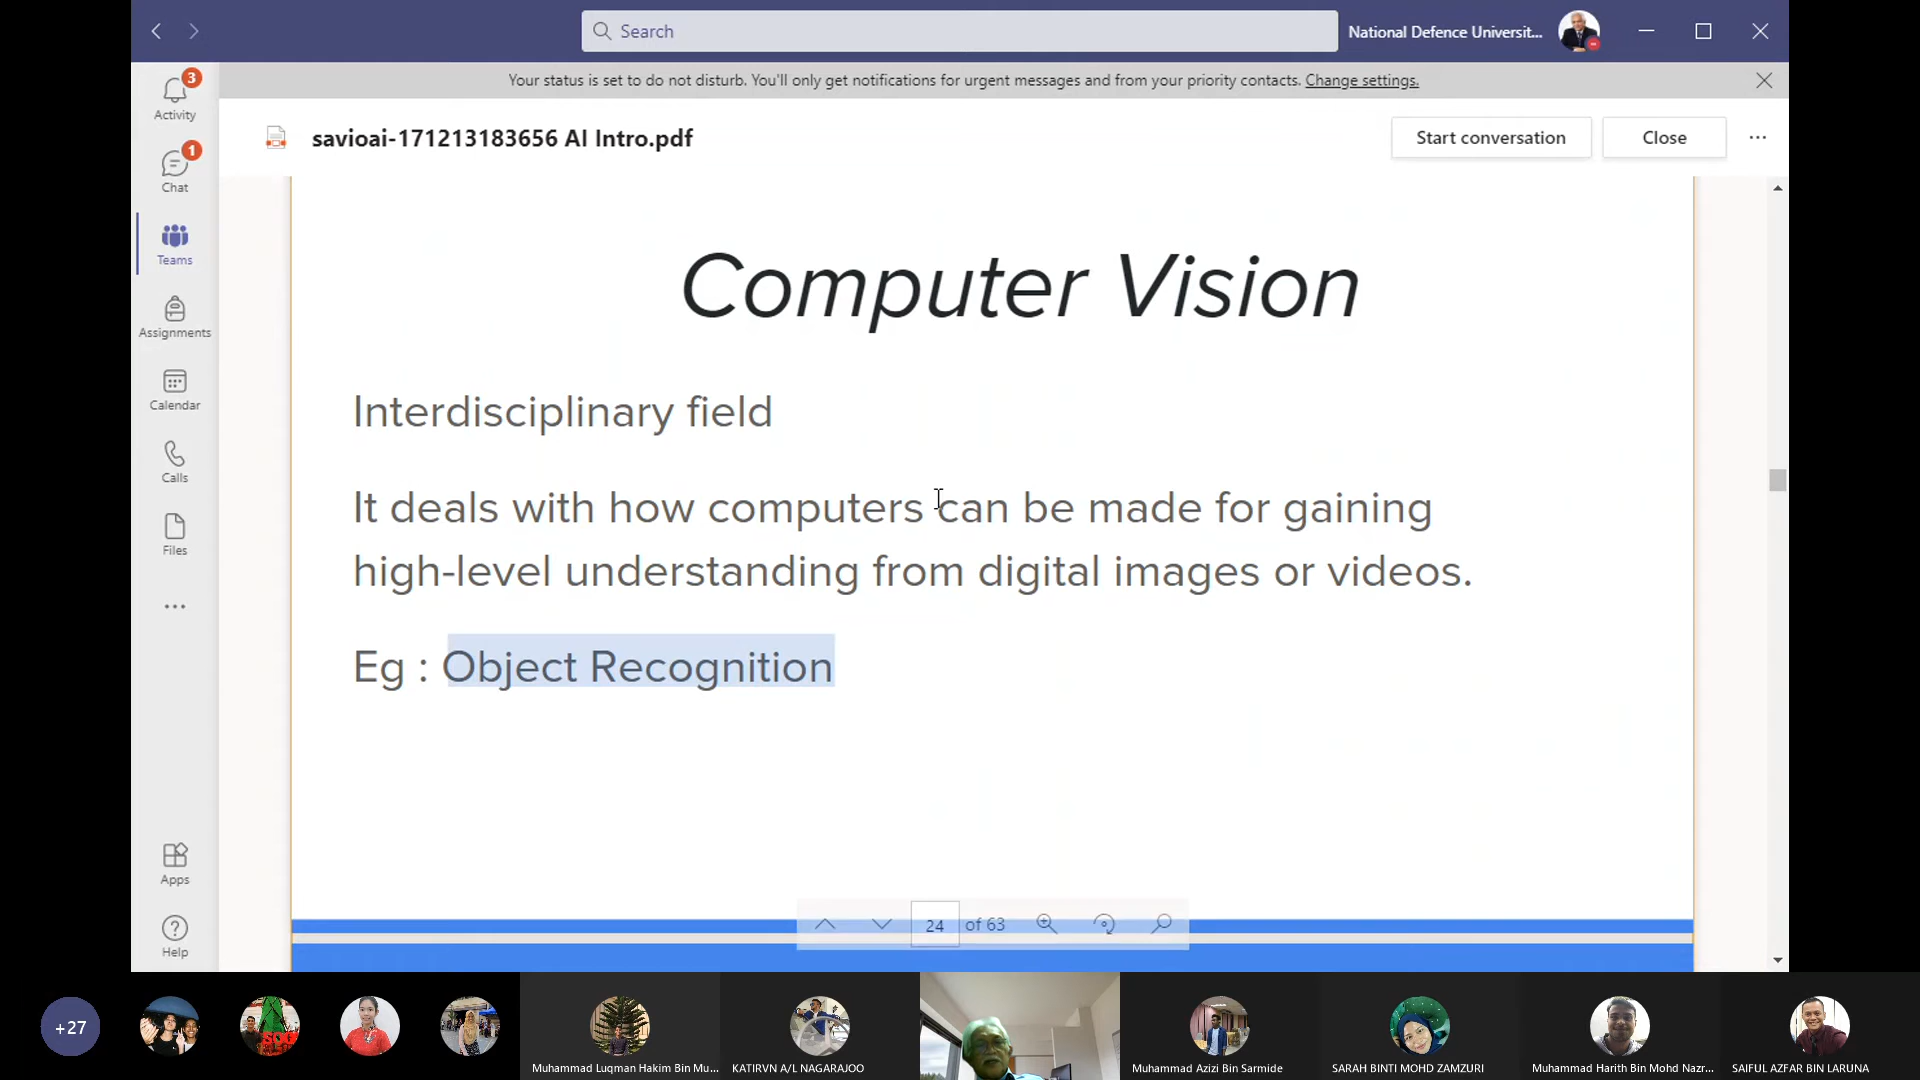 Search
National Defence Universit...
Your status is set to do not disturb. You'll only get notifications for urgent messages and from your priority contacts. Change settings.
3
Activity
savioai-171213183656 AI Intro.pdf
Start conversation
Close
1
Chat
Teams
Assignments
Calendar
Calls
Files
Apps
Help
Computer Vision
Interdisciplinary field
It deals with how computers can be made for gaining
high-level understanding from digital images or videos.
Eg : Object Recognition
24 of 63
+27
SOG
Muhammad Luqman Hakim Bin Mu...
KATIRVN A/L NAGARAJOO
Muhammad Azizi Bin Sarmide
SARAH BINTI MOHD ZAMZURI
Muhammad Harith Bin Mohd Nazr...
SAIFUL AZFAR BIN LARUNA